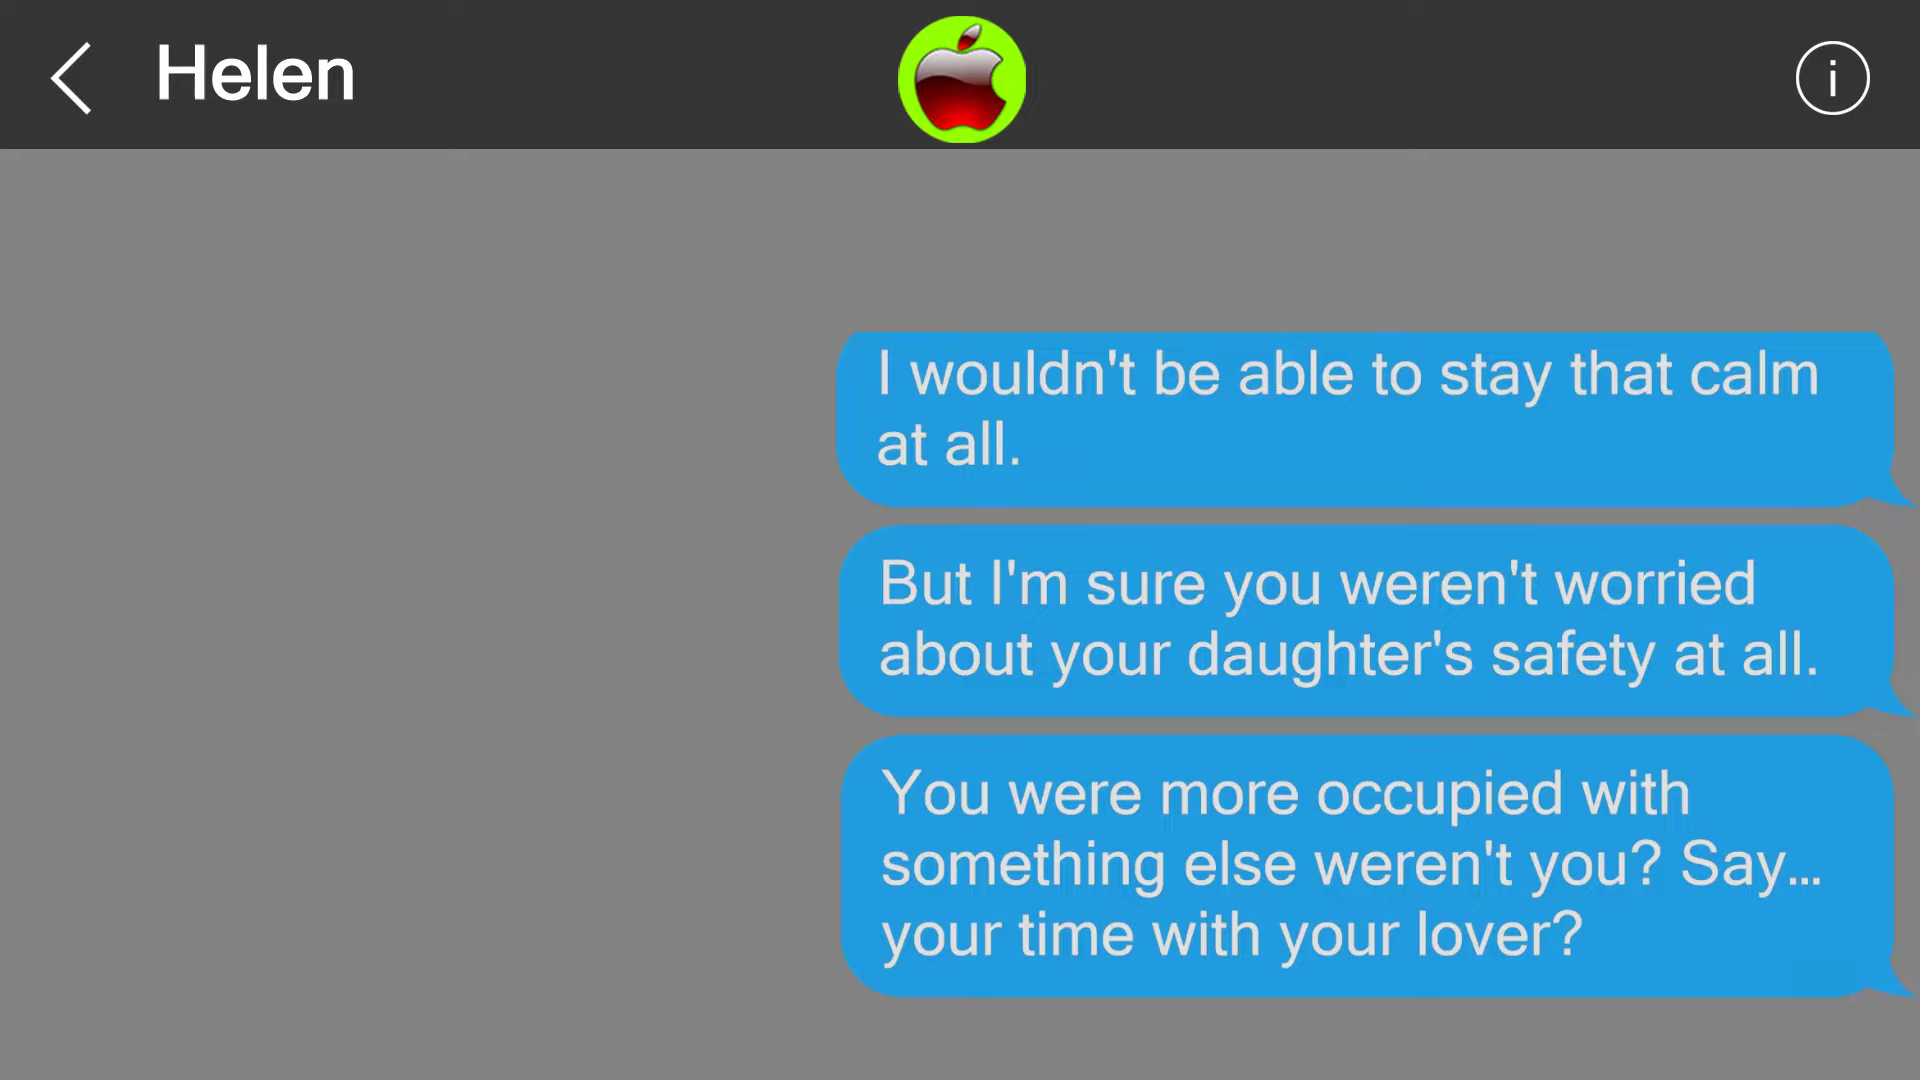 Helen
i
I wouldn't be able to stay that calm
at all.
But I'm sure you weren't worried
about your daughter's safety at all.
You were more occupied with
something else weren't you? Say...
your time with your lover?